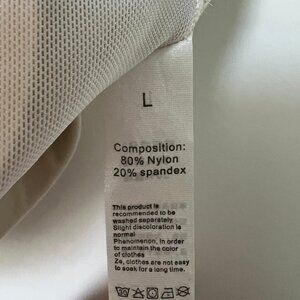 L
Composition:
80% Nylon
20% spandex
This product is
recommended to be
washed separately
Slight discoloration is
normal
Phenomenon, in order
to maintain the color
of clothes
Ze, clothes are not easy
to soak for a long time.